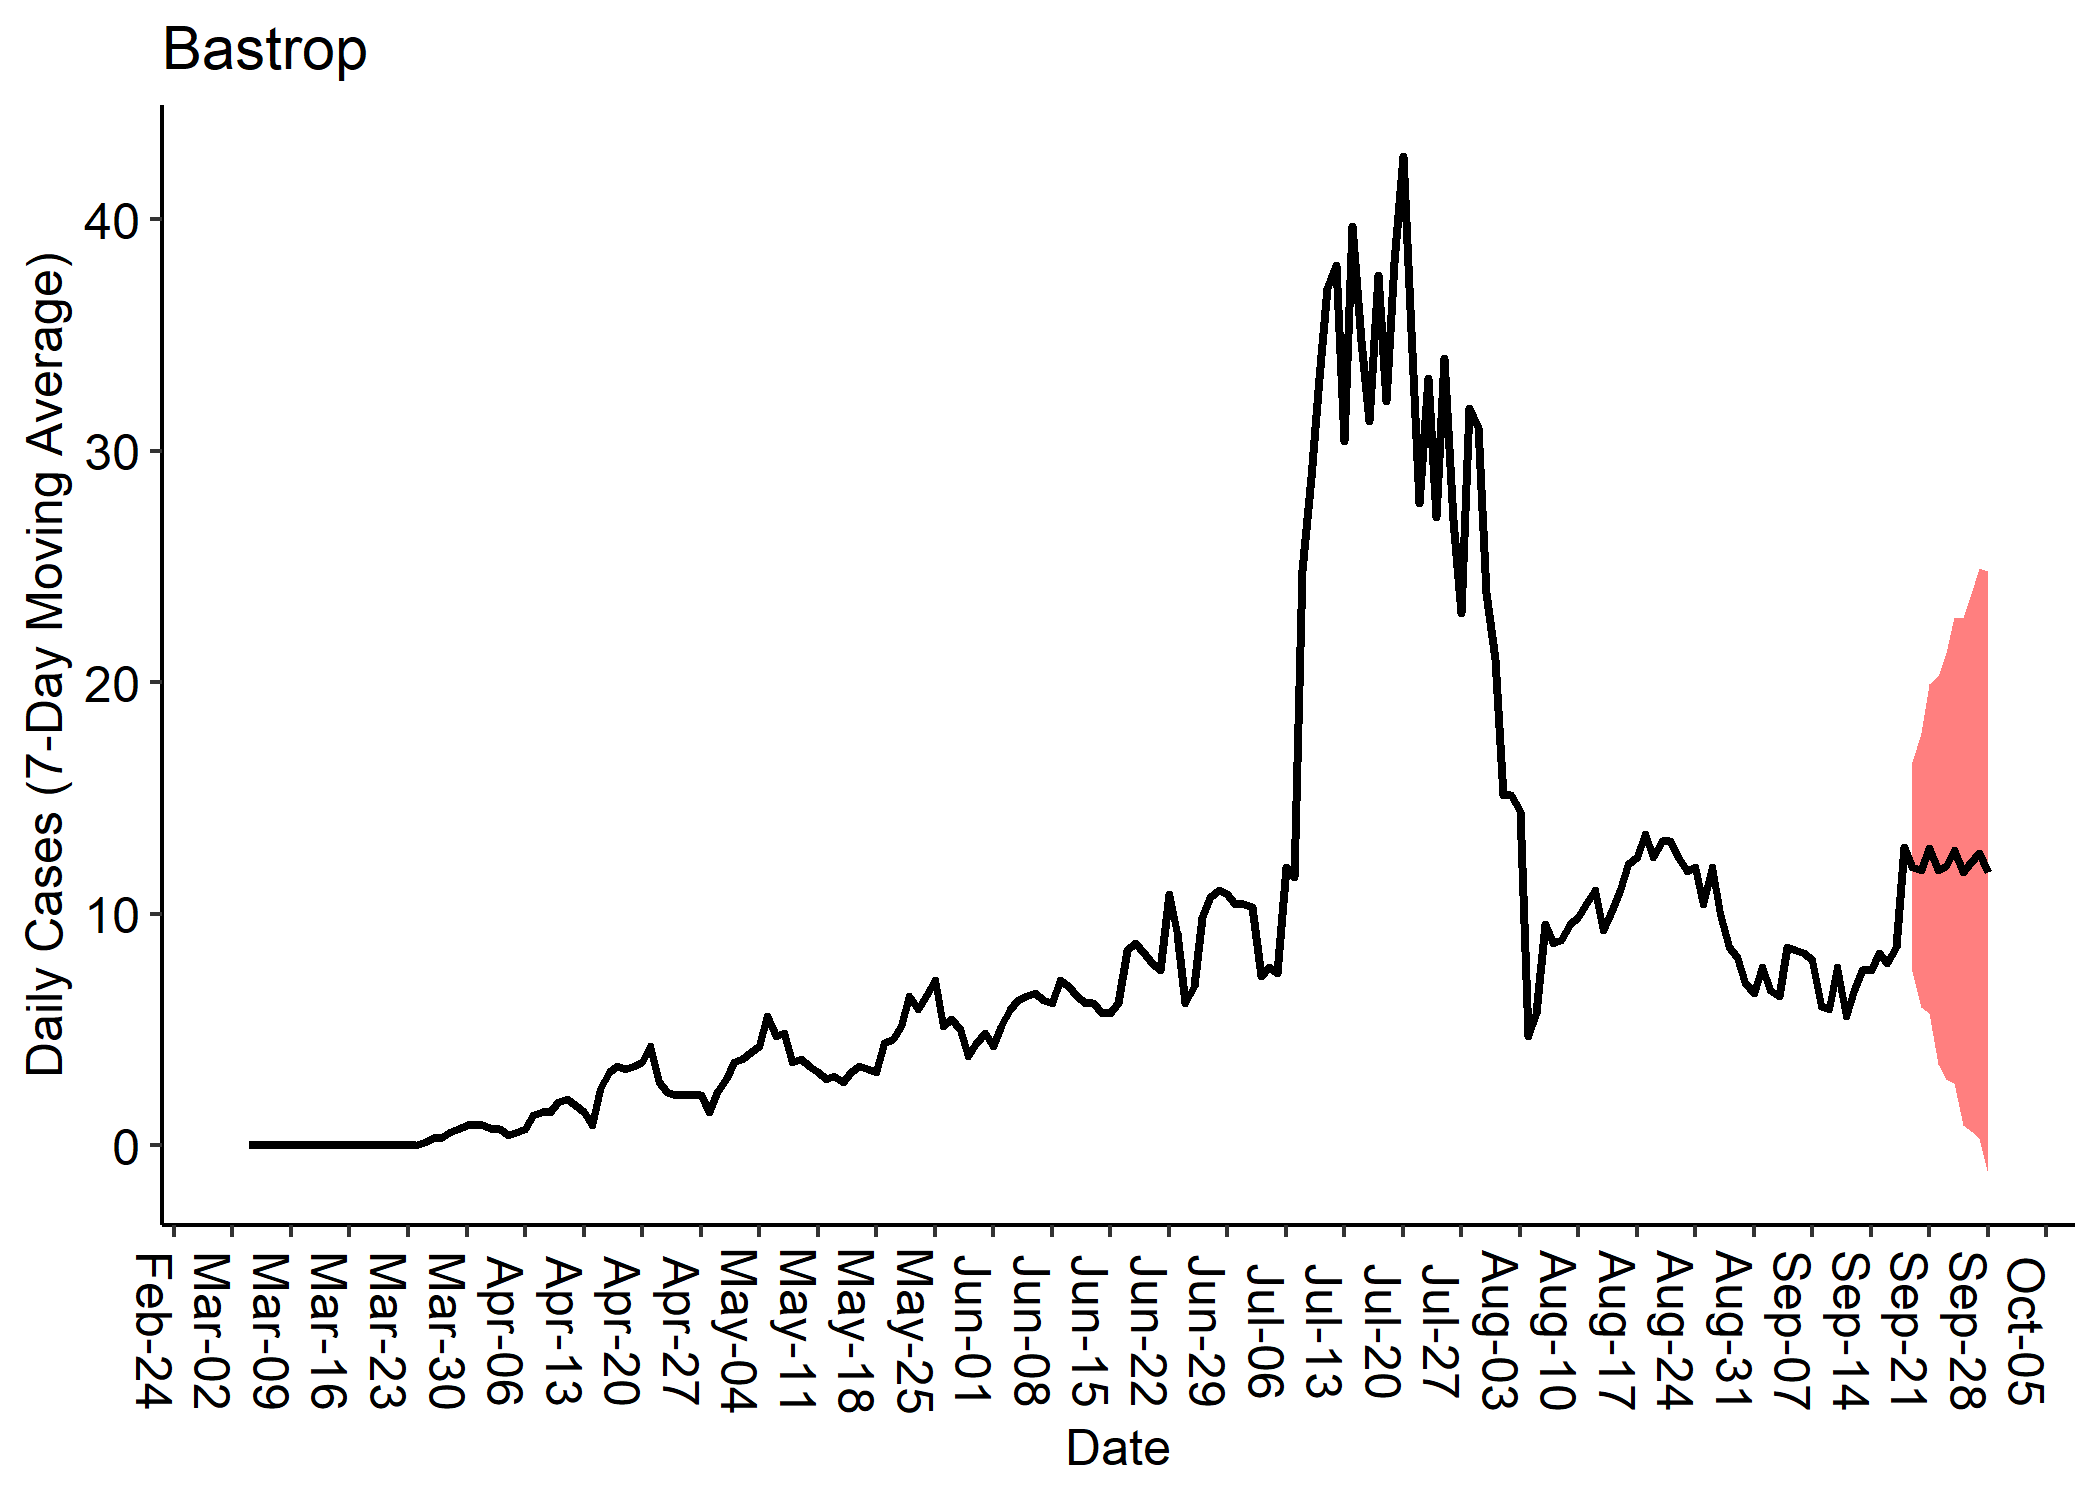 Bastrop
Daily Cases (7-Day Moving Average)
40
30
20
10
0
Feb-24
Mar-02
Mar-09
Mar-16
Mar-23
Mar-30
Apr-06
Apr-13
Apr-20
Apr-27
May-04
May-11
May-18
May-25
Jun-01
Jun-08
Jun-15
Jun-22
Jun-29
Jul-06
Jul-13
Jul-20
Jul-27
Aug-03
Aug-10
Aug-17
Aug-24
Aug-31
Sep-07
Sep-14
Sep-21
Sep-28
Oct-05
Date